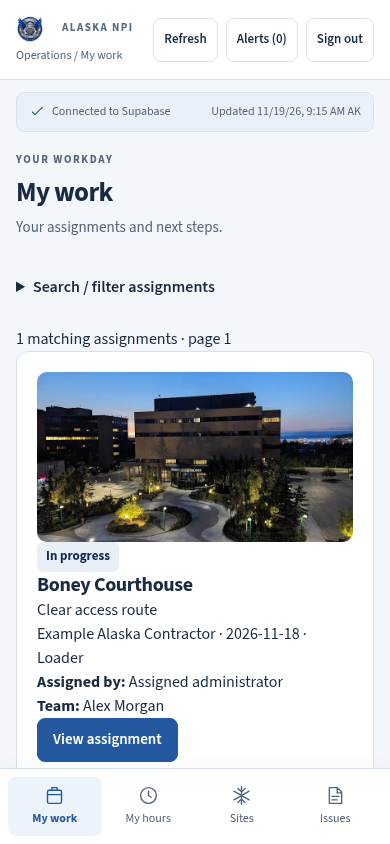 ALASKA NPI
Operations / My work
Refresh
Alerts (0)
Sign out
Connected to Supabase
Updated 11/19/26, 9:15 AM AK
YOUR WORKDAY
My work
Your assignments and next steps.
Search / filter assignments
1 matching assignments · page 1
In progress
Boney Courthouse
Clear access route
Example Alaska Contractor · 2026-11-18 ·
Loader
Assigned by: Assigned administrator
Team: Alex Morgan
View assignment
My work
My hours
Sites
Issues